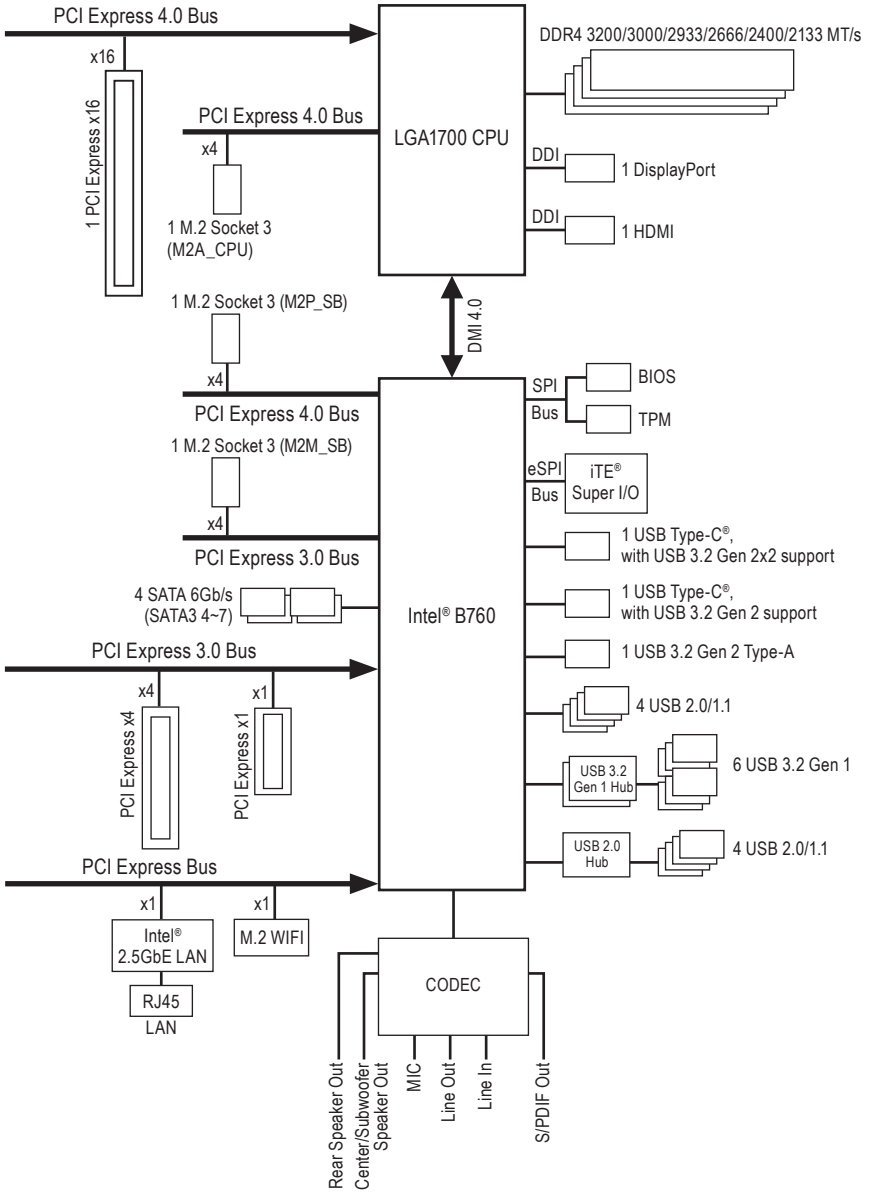 PCI Express 4.0 Bus
x16
1 PCI Express x16
PCI Express 4.0 Bus
x4
1 M.2 Socket 3
(M2A_CPU)
LGA1700 CPU
DDR4 3200/3000/2933/2666/2400/2133 MT/s
DDI
1 DisplayPort
DDI
1 HDMI
DMI 4.0
1 M.2 Socket 3 (M2P_SB)
x4
PCI Express 4.0 Bus
1 M.2 Socket 3 (M2M_SB)
x4
PCI Express 3.0 Bus
4 SATA 6Gb/s
(SATA3 4~7)
PCI Express 3.0 Bus
x4
PCI Express x4
x1
PCI Express x1
PCI Express Bus
x1
Intel®
2.5GbE LAN
RJ45
LAN
x1
M.2 WIFI
Intel® B760
SPI
Bus
BIOS
TPM
eSPI
Bus
iTE®
Super I/O
1 USB Type-C®,
with USB 3.2 Gen 2x2 support
1 USB Type-C®,
with USB 3.2 Gen 2 support
1 USB 3.2 Gen 2 Type-A
4 USB 2.0/1.1
USB 3.2
Gen 1 Hub
6 USB 3.2 Gen 1
USB 2.0
Hub
4 USB 2.0/1.1
CODEC
Rear Speaker Out
Center/Subwoofer
Speaker Out
MIC
Line Out
Line In
S/PDIF Out